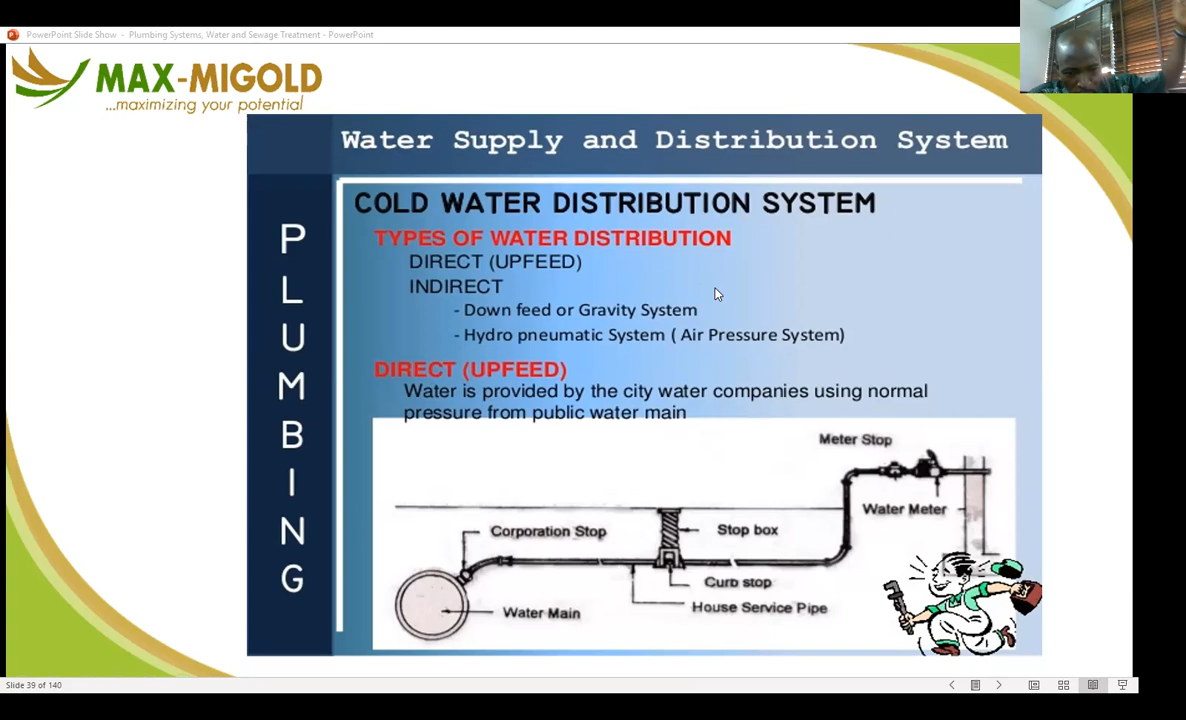 PowerPoint Slide Show - Plumbing Systems, Water and Sewage Treatment - PowerPoint
MAX-MIGOLD
...maximizing your potential
Water Supply and Distribution System
PLUMBING
COLD WATER DISTRIBUTION SYSTEM
TYPES OF WATER DISTRIBUTION
DIRECT (UPFEED)
INDIRECT
- Down feed or Gravity System
- Hydro pneumatic System ( Air Pressure System)
DIRECT (UPFEED)
Water is provided by the city water companies using normal
pressure from public water main
Meter Stop
Water Meter
Corporation Stop
Stop box
Curb stop
House Service Pipe
Water Main
Slide 39 of 140